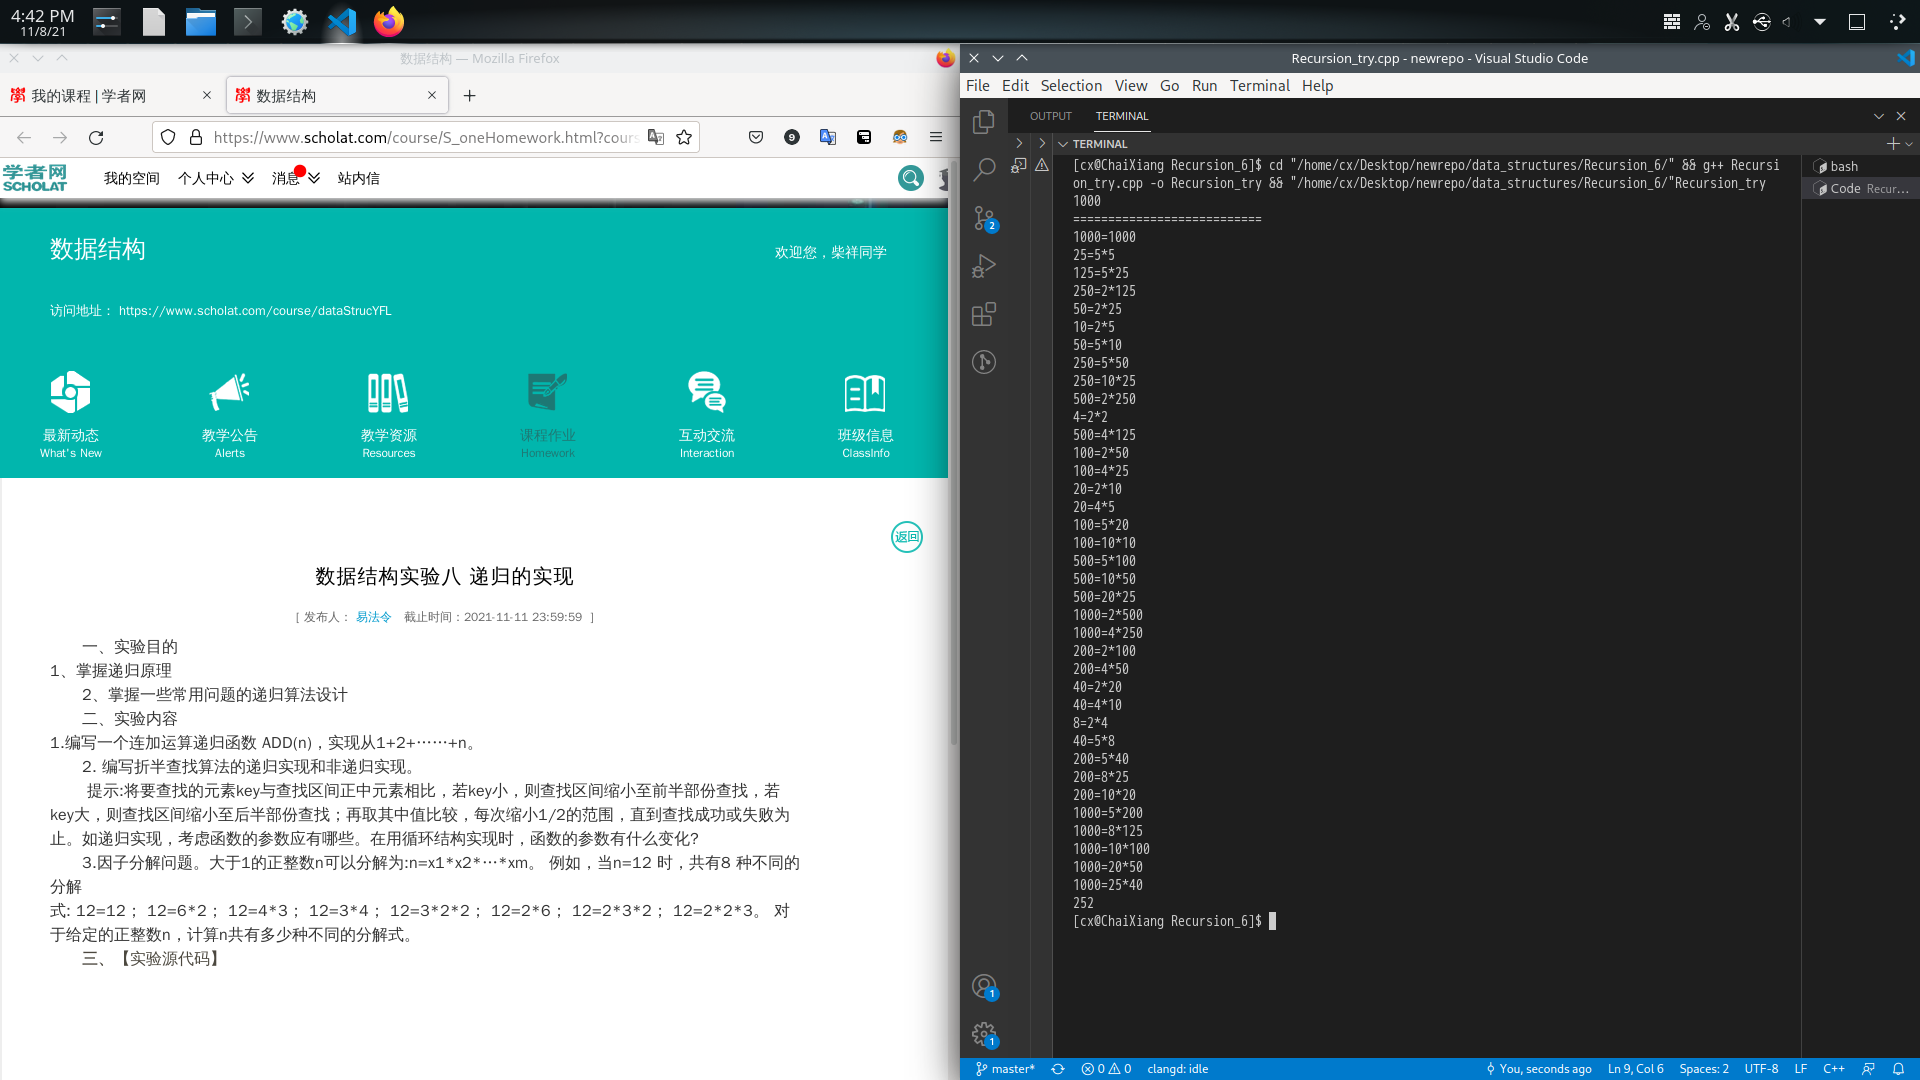 4:42 PM
11/8/21
数据结构 — Mozilla Firefox
我的课程 | 学者网
数据结构
https://www.scholat.com/course/S_oneHomework.html?cours
9
学者网
SCHOLAT
我的空间
个人中心
消息
站内信
数据结构
欢迎您，柴祥同学
访问地址： https://www.scholat.com/course/dataStrucYFL
最新动态
What's New
教学公告
Alerts
教学资源
Resources
课程作业
Homework
互动交流
Interaction
班级信息
ClassInfo
返回
数据结构实验八 递归的实现
[ 发布人： 易法令 截止时间：2021-11-11 23:59:59 ]
一、实验目的
1、掌握递归原理
2、掌握一些常用问题的递归算法设计
二、实验内容
1.编写一个连加运算递归函数 ADD(n)，实现从1+2+……+n。
2. 编写折半查找算法的递归实现和非递归实现。
提示:将要查找的元素key与查找区间正中元素相比，若key小，则查找区间缩小至前半部份查找，若
key大，则查找区间缩小至后半部份查找；再取其中值比较，每次缩小1/2的范围，直到查找成功或失败为
止。如递归实现，考虑函数的参数应有哪些。在用循环结构实现时，函数的参数有什么变化?
3.因子分解问题。大于1的正整数n可以分解为:n=x1*x2*…*xm。 例如，当n=12 时，共有8 种不同的
分解
式: 12=12； 12=6*2； 12=4*3； 12=3*4； 12=3*2*2； 12=2*6； 12=2*3*2； 12=2*2*3。 对
于给定的正整数n，计算n共有多少种不同的分解式。
三、【实验源代码】
Recursion_try.cpp - newrepo - Visual Studio Code
File Edit Selection View Go Run Terminal Help
OUTPUT TERMINAL
TERMINAL
bash
Code Recur...
2
1
1
[cx@ChaiXiang Recursion_6]$ cd "/home/cx/Desktop/newrepo/data_structures/Recursion_6/" && g++ Recursi
on_try.cpp -o Recursion_try && "/home/cx/Desktop/newrepo/data_structures/Recursion_6/"Recursion_try
1000
===========================
1000=1000
25=5*5
125=5*25
250=2*125
50=2*25
10=2*5
50=5*10
250=5*50
250=10*25
500=2*250
4=2*2
500=4*125
100=2*50
100=4*25
20=2*10
20=4*5
100=5*20
100=10*10
500=5*100
500=10*50
500=20*25
1000=2*500
1000=4*250
200=2*100
200=4*50
40=2*20
40=4*10
8=2*4
40=5*8
200=5*40
200=8*25
200=10*20
1000=5*200
1000=8*125
1000=10*100
1000=20*50
1000=25*40
252
[cx@ChaiXiang Recursion_6]$
master* 0 0 clangd: idle You, seconds ago Ln 9, Col 6 Spaces: 2 UTF-8 LF C++